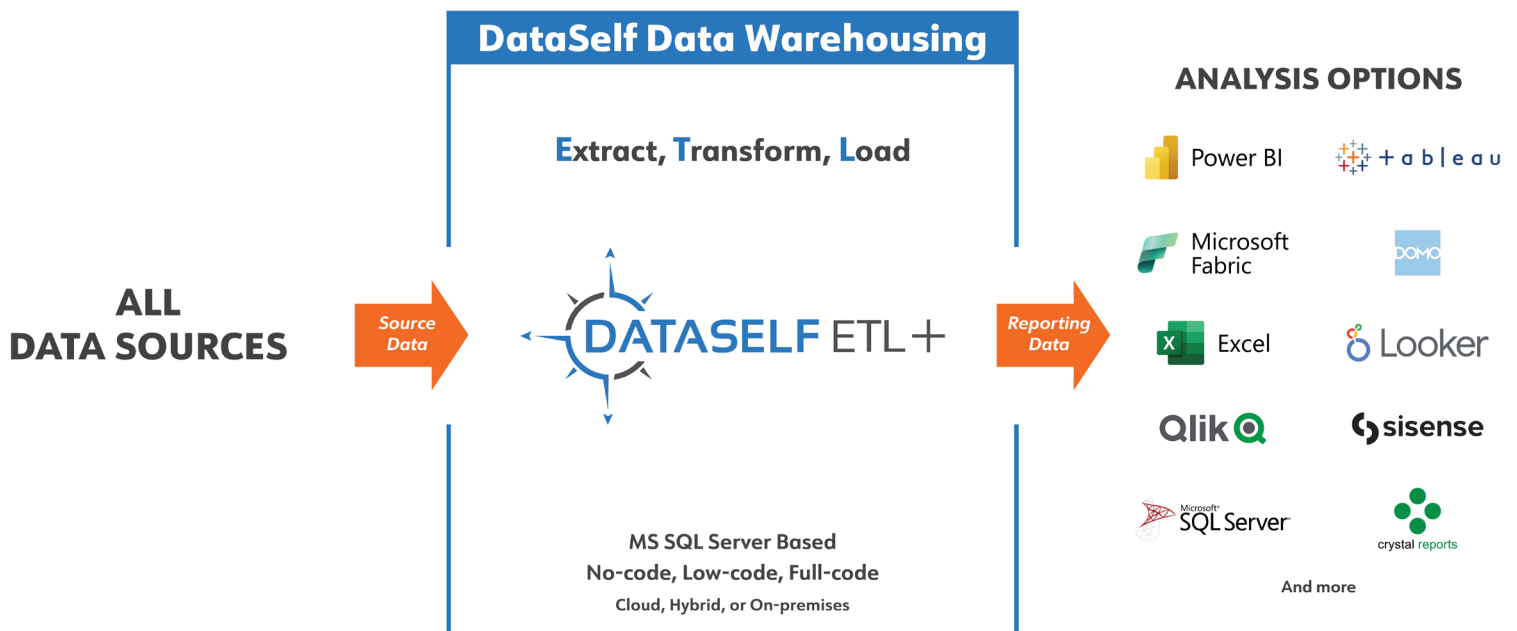 DataSelf Data Warehousing
Extract, Transform, Load
ALL
DATA SOURCES
Source
Data
DATASELF ETL+
Reporting
Data
MS SQL Server Based
No-code, Low-code, Full-code
Cloud, Hybrid, or On-premises
ANALYSIS OPTIONS
Power BI
+ableau
Microsoft
Fabric
DOMO
X
Excel
Looker
Qlik
sisense
Microsoft®
SQL Server®
crystal reports
And more